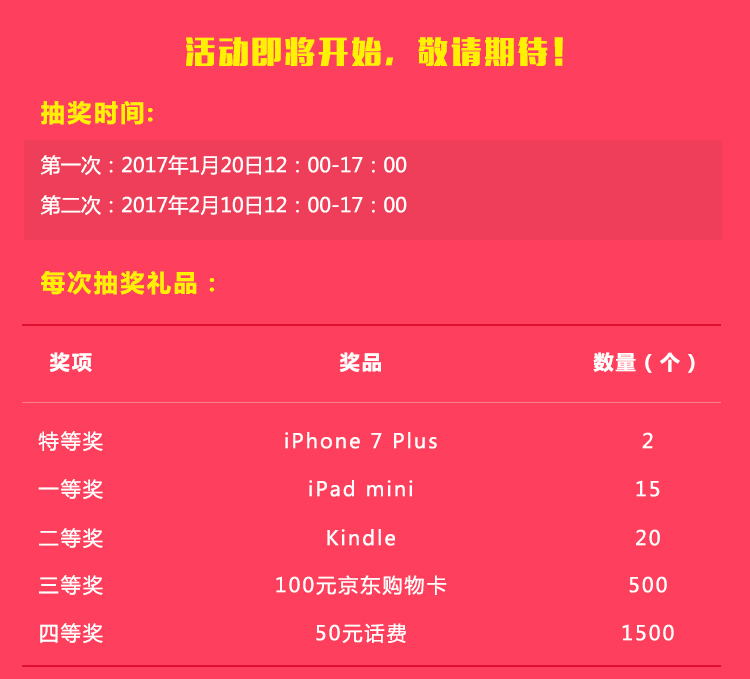 活动即将开始, 敬请期待!
抽奖时间:
第一次：2017年1月20日12：00-17：00
第二次：2017年2月10日12：00-17：00
每次抽奖礼品：
奖项 奖品 数量（个）
特等奖 iPhone 7 Plus 2
一等奖 iPad mini 15
二等奖 Kindle 20
三等奖 100元京东购物卡 500
四等奖 50元话费 1500